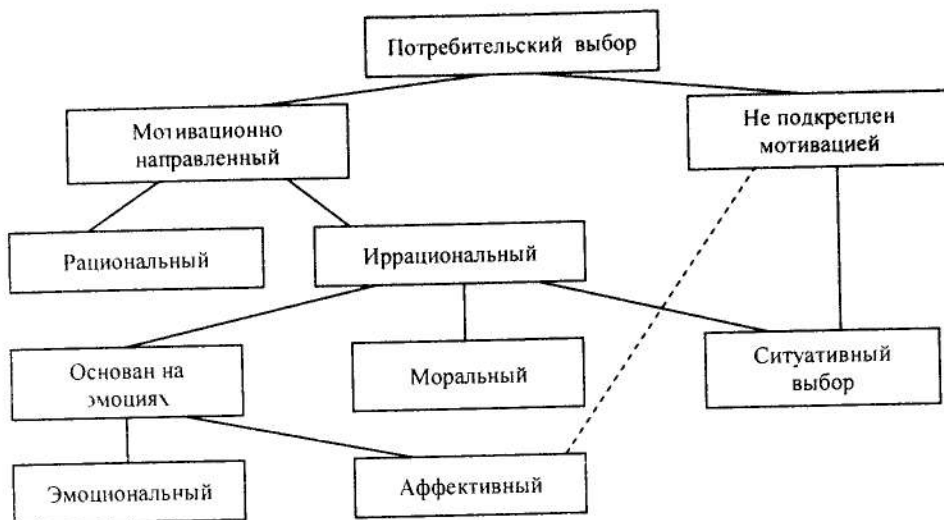 Потребительский выбор
Мотивационно
направленный
Не подкреплен
мотивацией
Рациональный
Иррациональный
Основан на
эмоциях
Моральный
Ситуативный
выбор
Эмоциональный
Аффективный